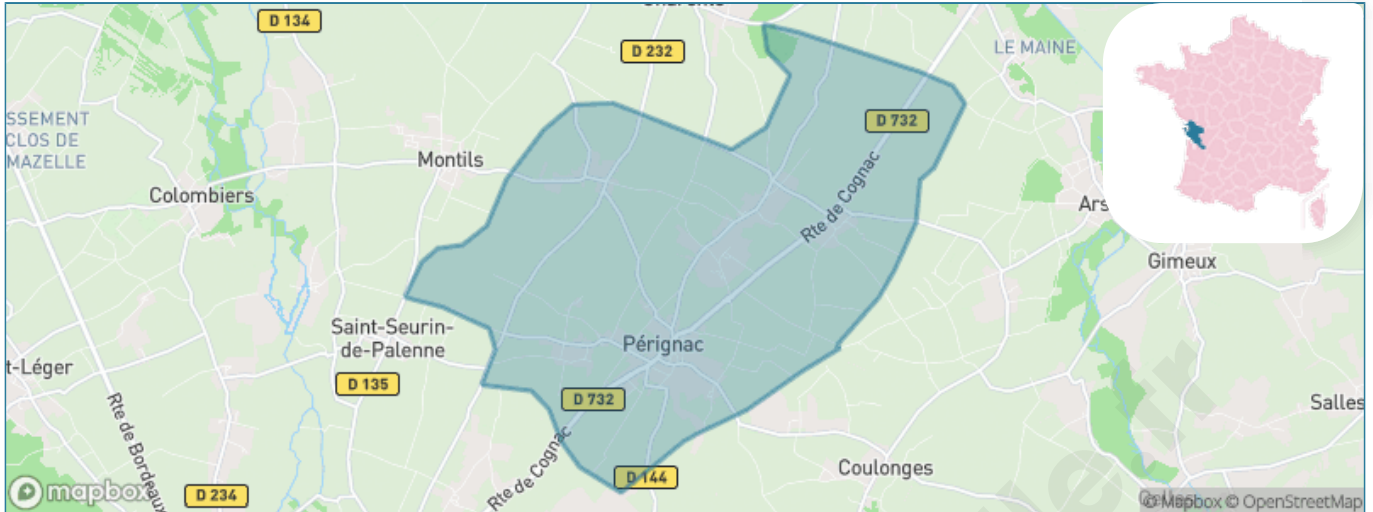 D 134
D 232
LE MAINE
SSEMENT
CLOS DE
MAZELLE
D 732
Montils
Colombiers
Rte de Cognac
Ars
Gimeux
Saint-Seurin-
de-Palenne
Pérignac
t-Léger
D 135
D 732
Salles
Rte de Bordeaux
Rte de Cognac
Coulonges
D 144
mapbox
D 234
© Mapbox © OpenStreetMap